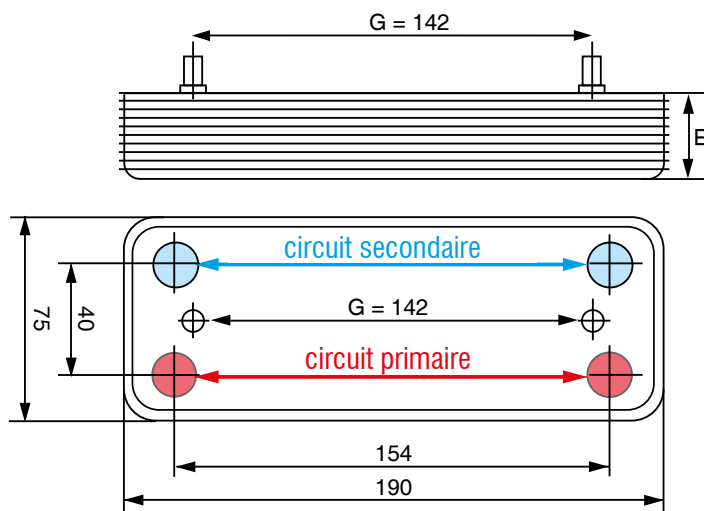 G = 142
E
circuit secondaire
G = 142
circuit primaire
75
40
154
190